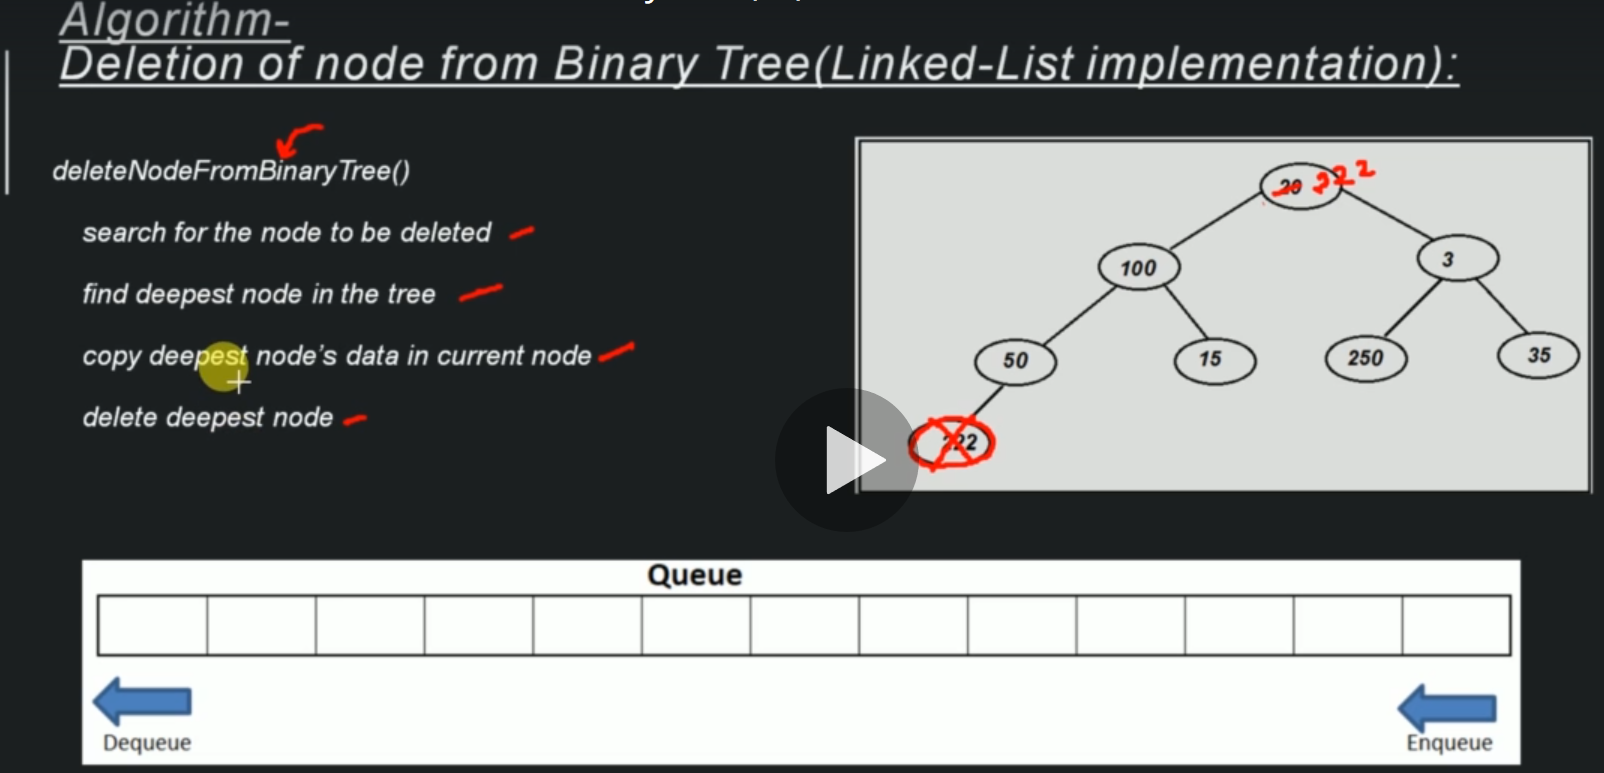 Algorithm-
Deletion of node from Binary Tree(Linked-List implementation):
deleteNodeFromBinaryTree()
search for the node to be deleted
find deepest node in the tree
copy deepest node's data in current node
delete deepest node
20 222
100
3
50
15
250
35
222
Queue
Dequeue
Enqueue